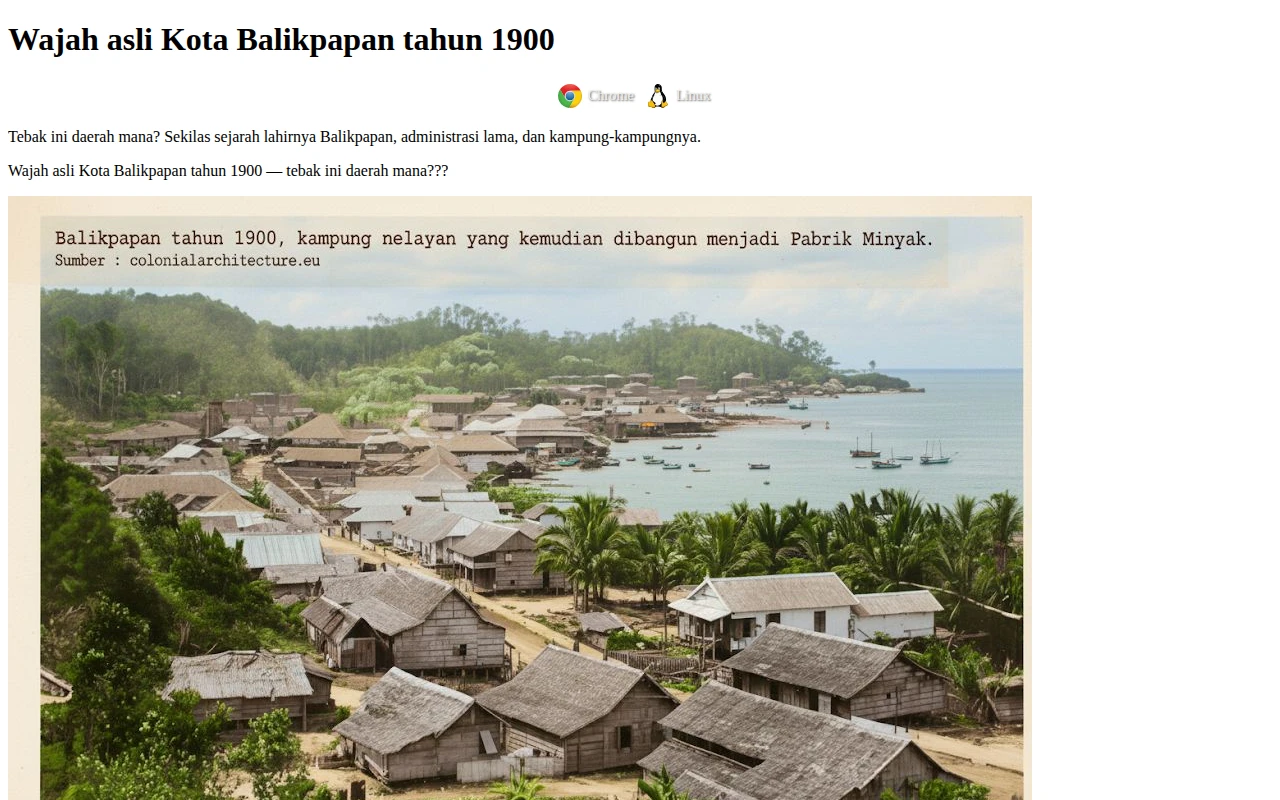 Wajah asli Kota Balikpapan tahun 1900
Chrome Linux
Tebak ini daerah mana? Sekilas sejarah lahirnya Balikpapan, administrasi lama, dan kampung-kampungnya.
Wajah asli Kota Balikpapan tahun 1900 — tebak ini daerah mana???
Balikpapan tahun 1900, kampung nelayan yang kemudian dibangun menjadi Pabrik Minyak.
Sumber : colonialarchitecture.eu